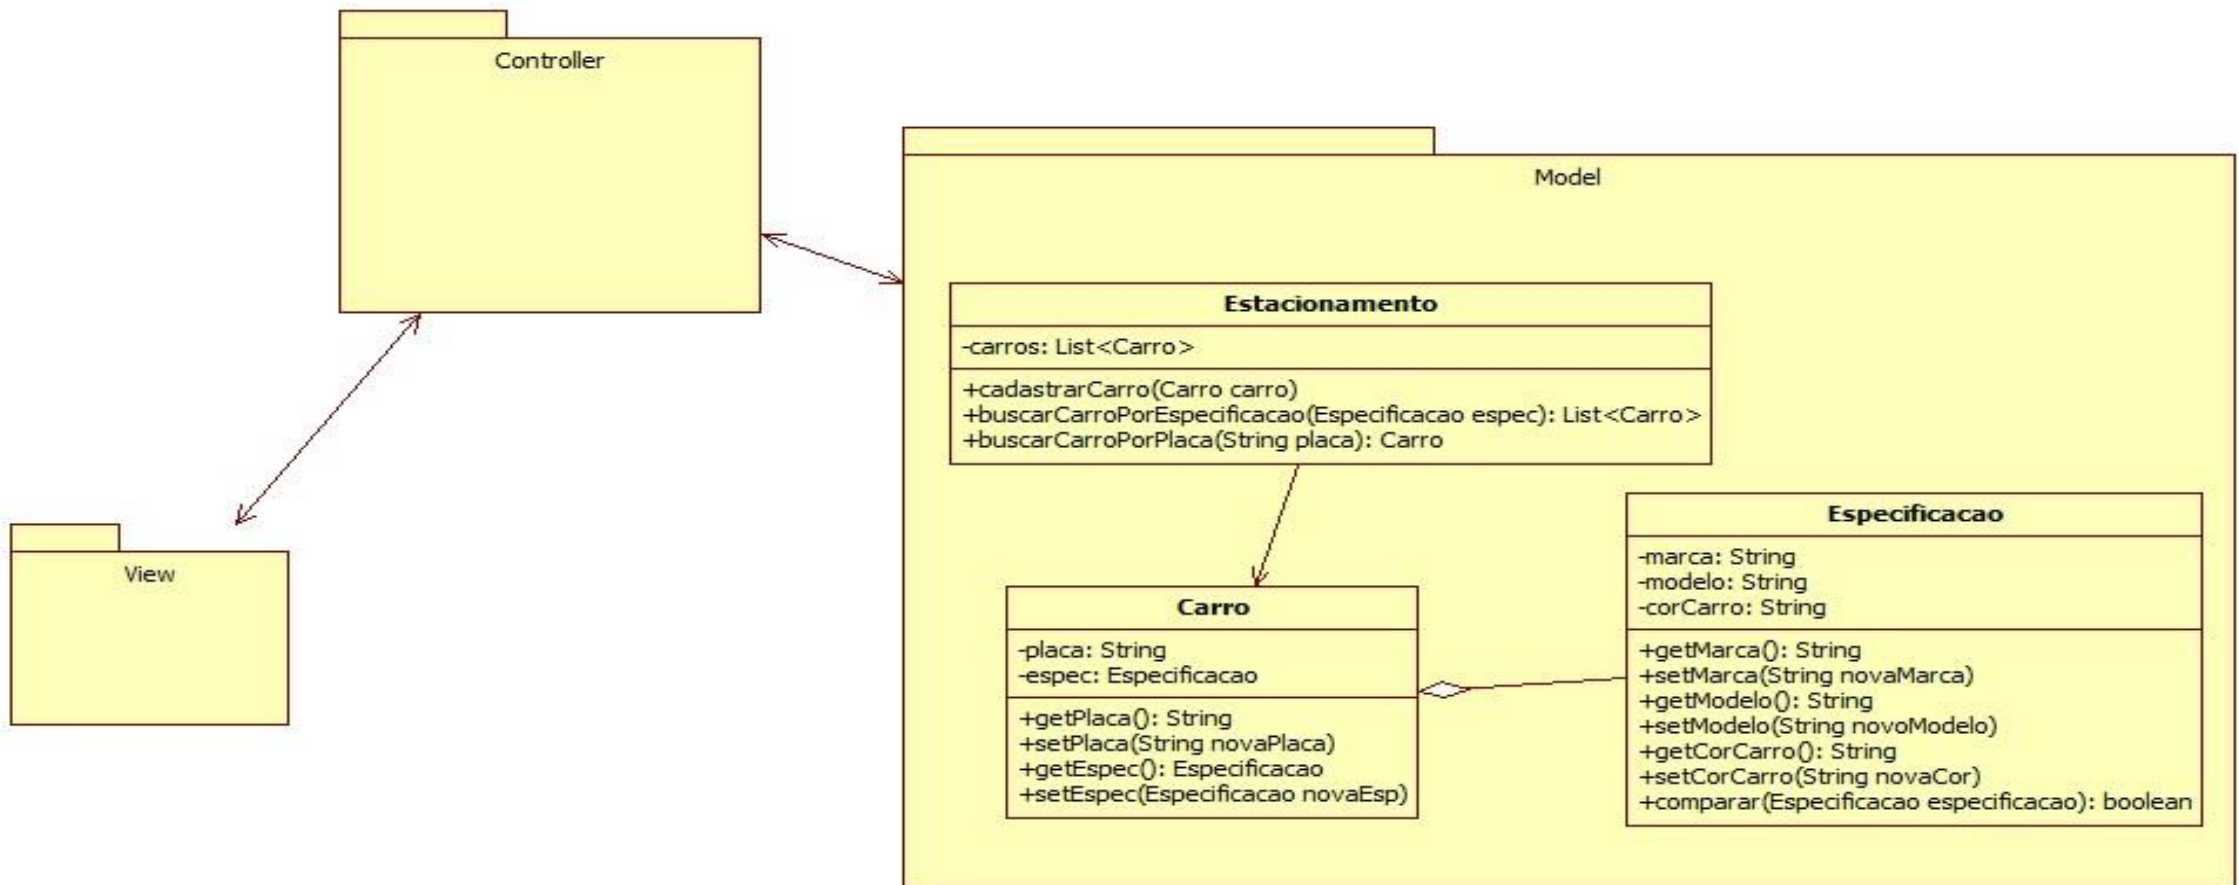 Controller
Model
Estacionamento
-carros: List<Carro>
+cadastrarCarro(Carro carro)
+buscarCarroPorEspecificacao(Especificacao espec): List<Carro>
+buscarCarroPorPlaca(String placa): Carro
View
Carro
-placa: String
-espec: Especificacao
+getPlaca(): String
+setPlaca(String novaPlaca)
+getEspec(): Especificacao
+setEspec(Especificacao novaEsp)
Especificacao
-marca: String
-modelo: String
-corCarro: String
+getMarca(): String
+setMarca(String novaMarca)
+getModelo(): String
+setModelo(String novoModelo)
+getCorCarro(): String
+setCorCarro(String novaCor)
+comparar(Especificacao especificacao): boolean